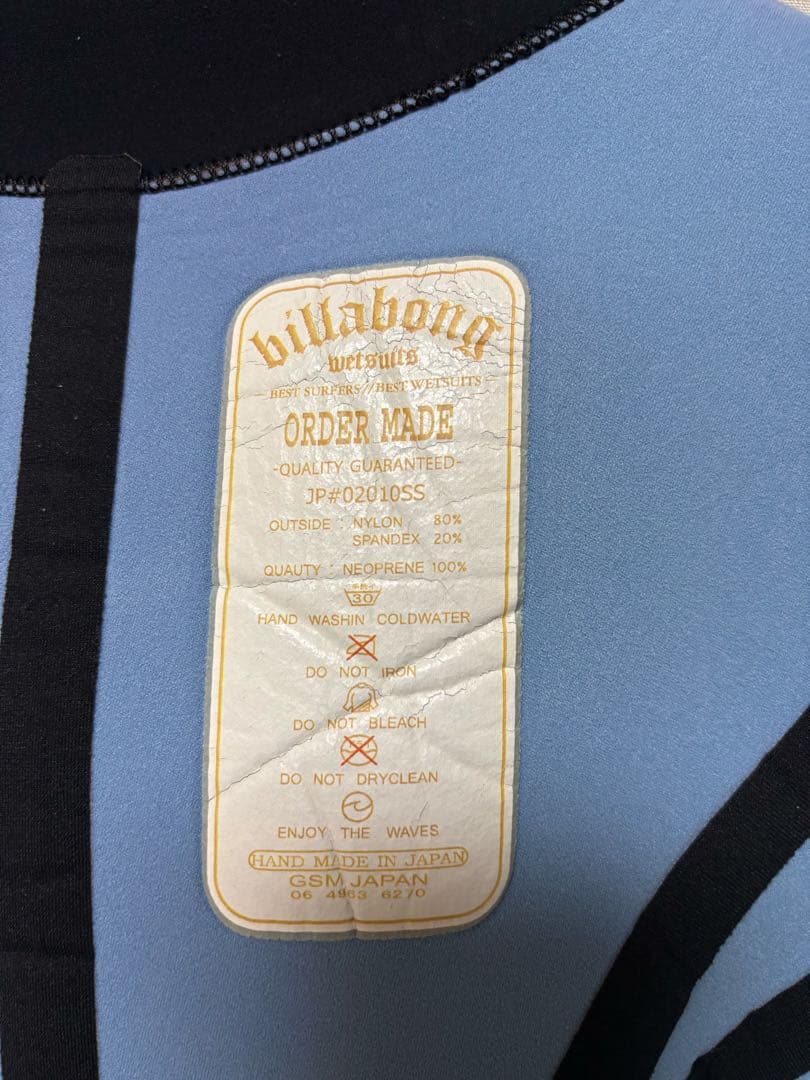 billabong
wetsuits
BEST SURFERS//BEST WETSUITS
ORDER MADE
-QUALITY GUARANTEED-
JP#02010SS
OUTSIDE : NYLON 80%
SPANDEX 20%
QUAUTY : NEOPRENE 100%
30
HAND WASHIN COLDWATER
DO NOT IRON
DO NOT BLEACH
DO NOT DRYCLEAN
ENJOY THE WAVES
HAND MADE IN JAPAN
GSM JAPAN
06 4963 6270